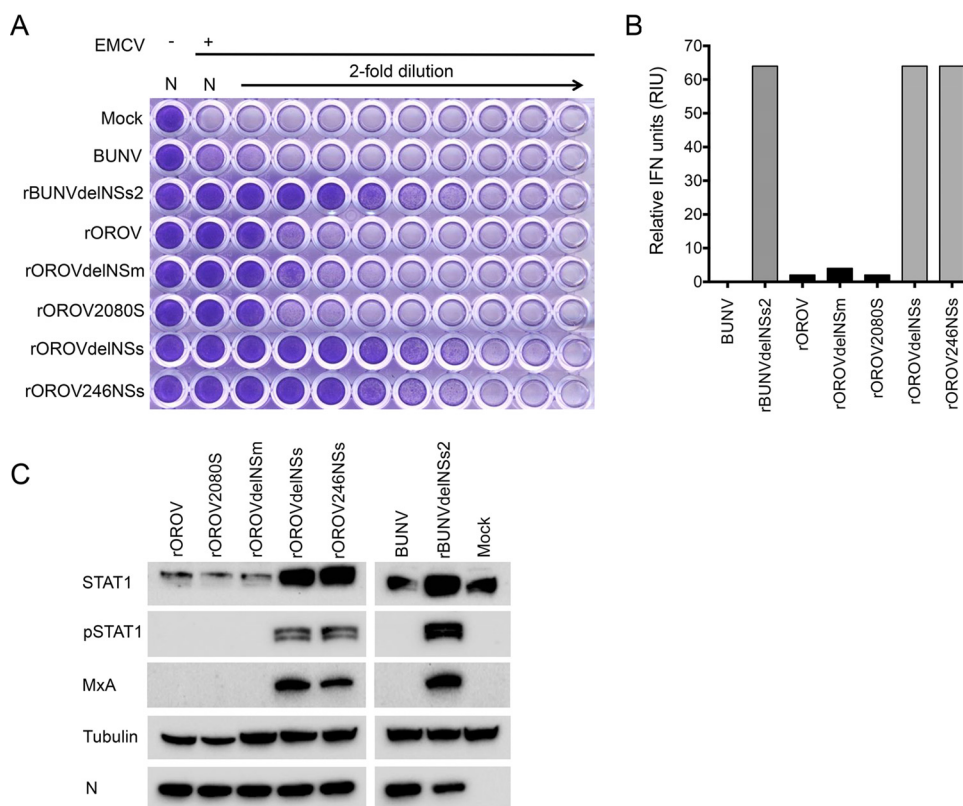 A
EMCV - +
2-fold dilution
N N
Mock
BUNV
rBUNVdelNSs2
rOROV
rOROVdelNSm
rOROV2080S
rOROVdelNSs
rOROV246NSs
B
Relative IFN units (RIU)
70
60
50
40
30
20
10
0
BUNV
rBUNVdelNSs2
rOROV
rOROVdelNSm
rOROV2080S
rOROVdelNSs
rOROV246NSs
C
rOROV
rOROV2080S
rOROVdelNSm
rOROVdelNSs
rOROV246NSs
BUNV
rBUNVdelNSs2
Mock
STAT1
pSTAT1
MxA
Tubulin
N